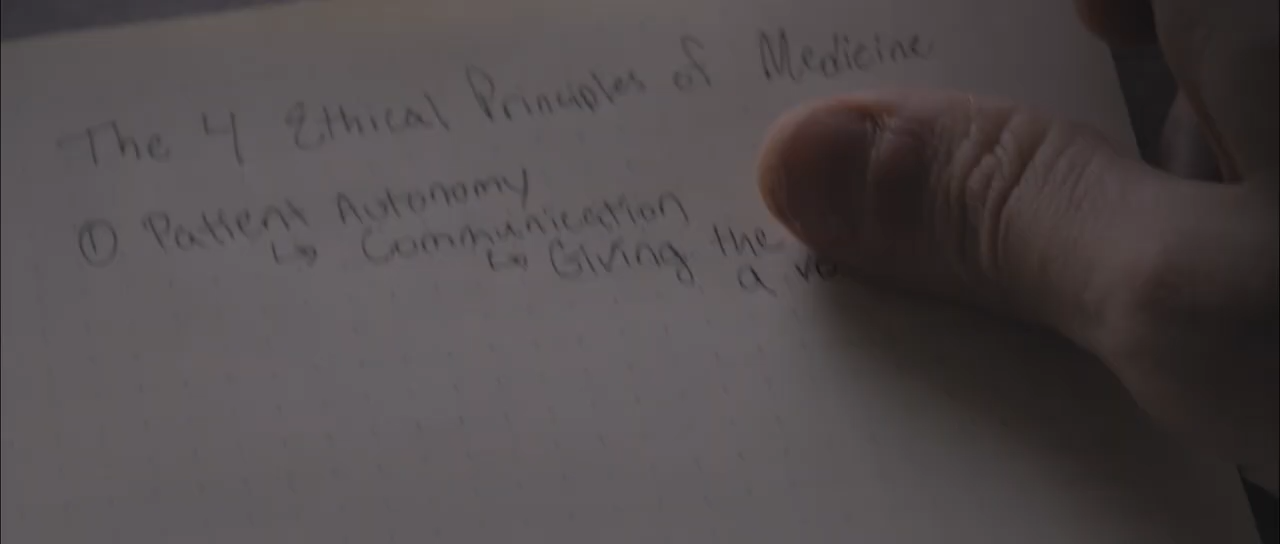 The 4 Ethical Principles of Medicine
① Patient Autonomy
↳ Communication
↳ Giving the
a